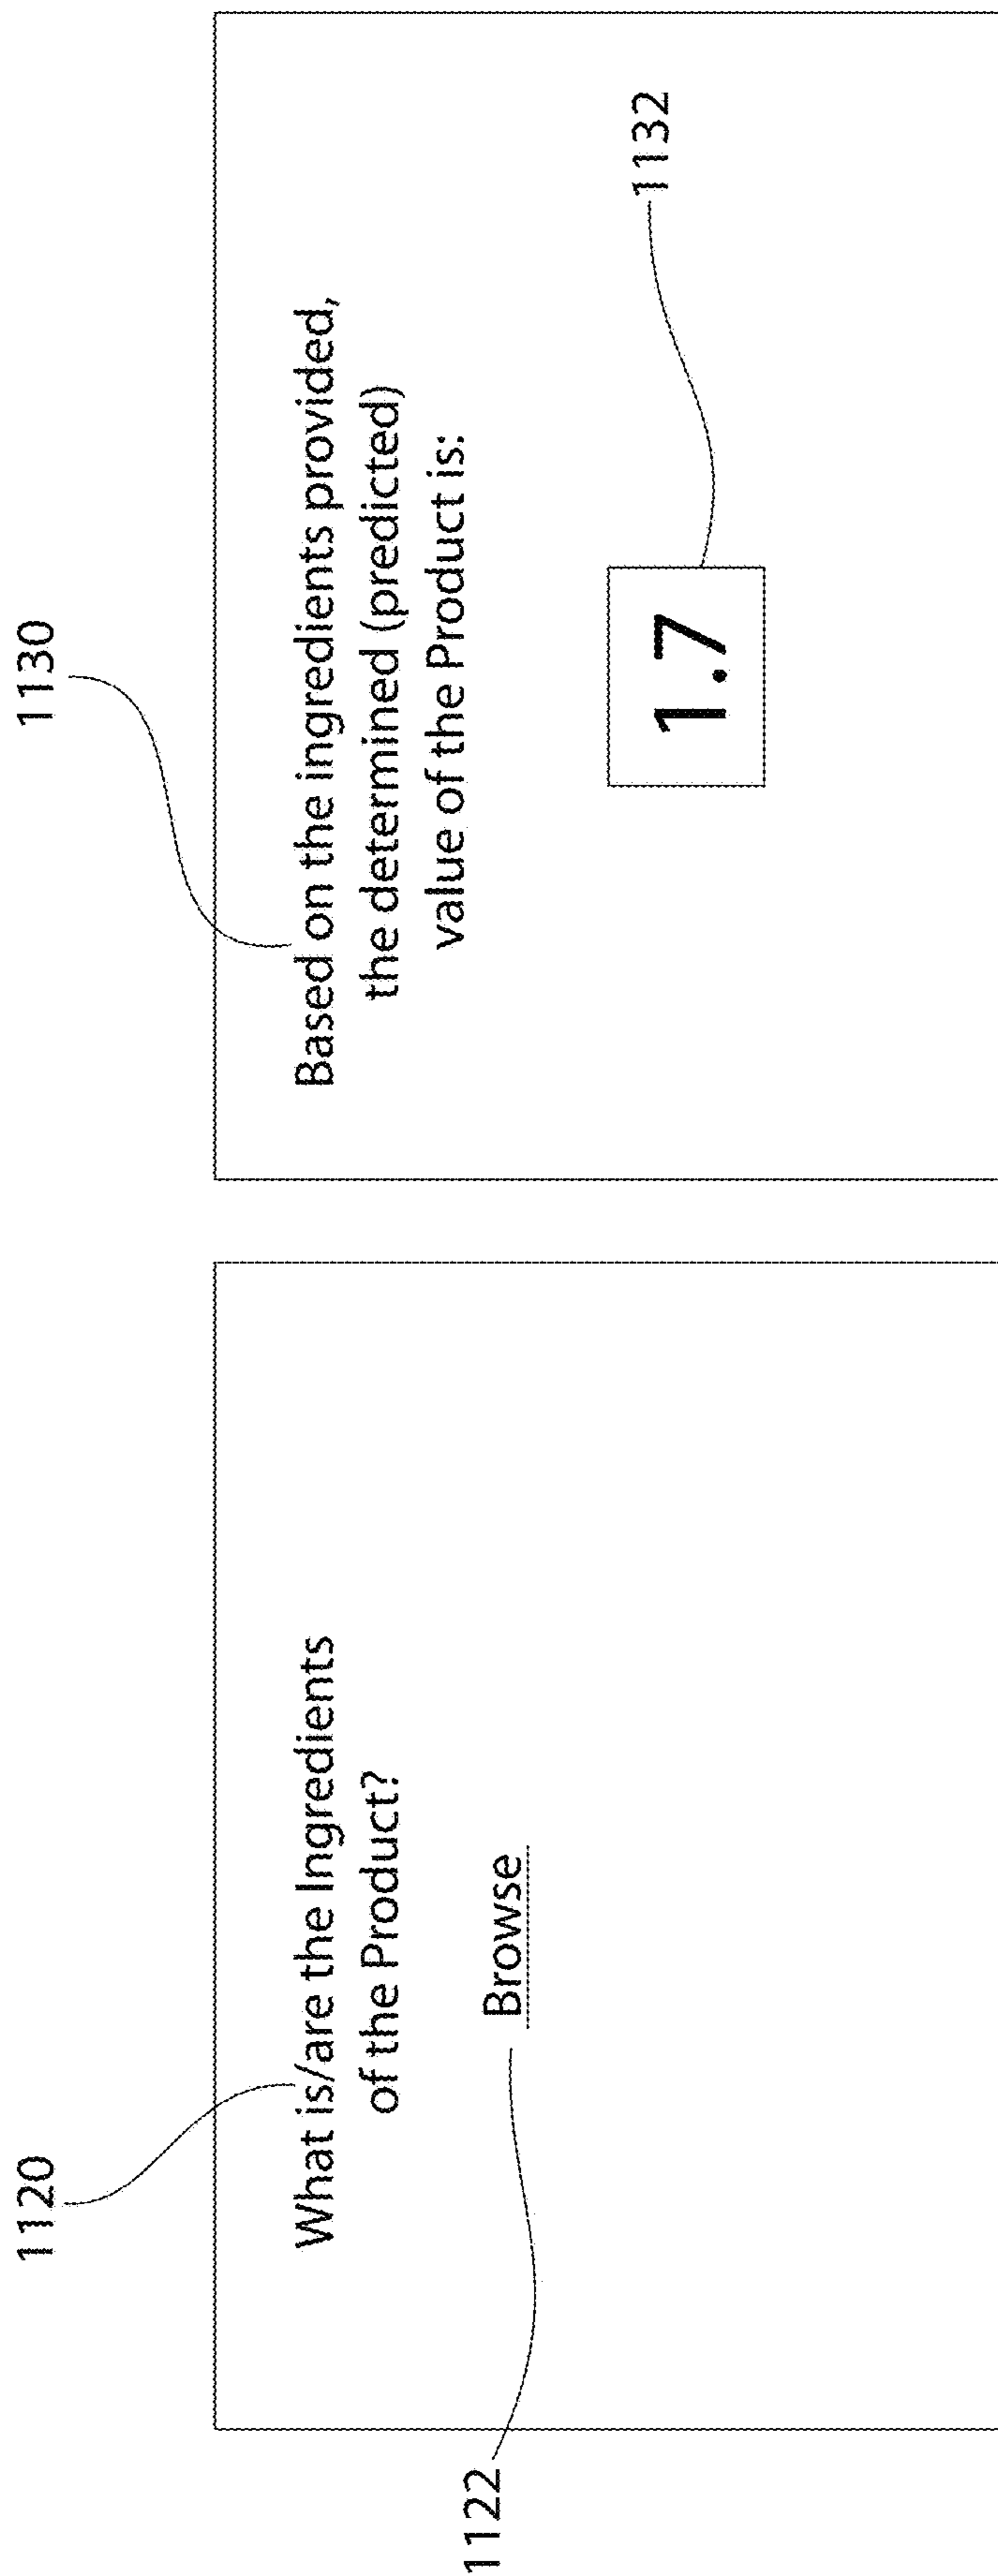 1120
What is/are the Ingredients
of the Product?
1122
Browse
1130
Based on the ingredients provided,
the determined (predicted)
value of the Product is:
1.7
1132